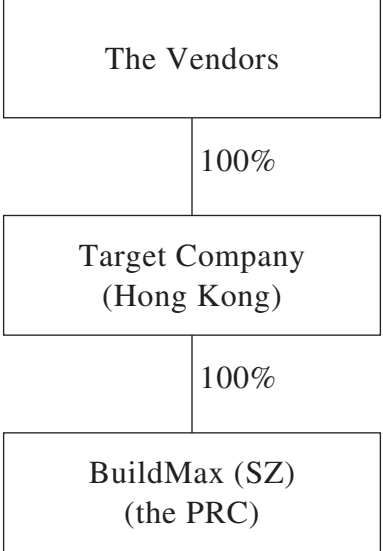 The Vendors
100%
Target Company
(Hong Kong)
100%
BuildMax (SZ)
(the PRC)